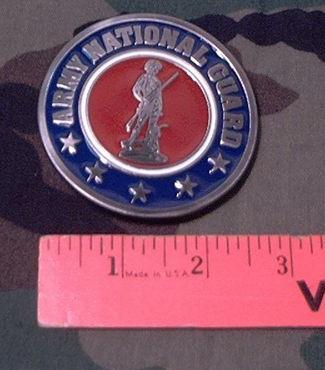 ARMY NATIONAL GUARD
1 2 3
Made in U.S.A.
V